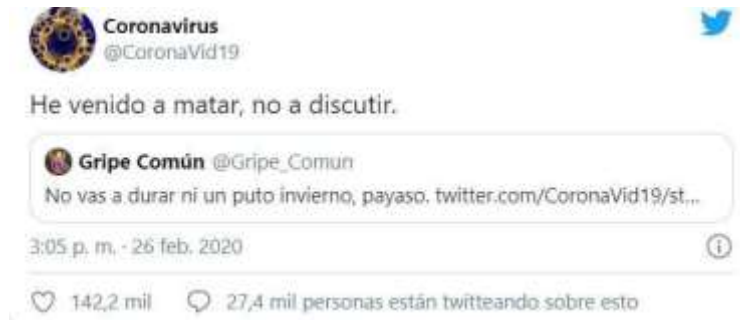 Coronavirus
@CoronaVid19
He venido a matar, no a discutir.
Gripe Común @Gripe_Comun
No vas a durar ni un puto invierno, payaso. twitter.com/CoronaVid19/st...
3:05 p. m. · 26 feb. 2020
142,2 mil 27,4 mil personas están twitteando sobre esto